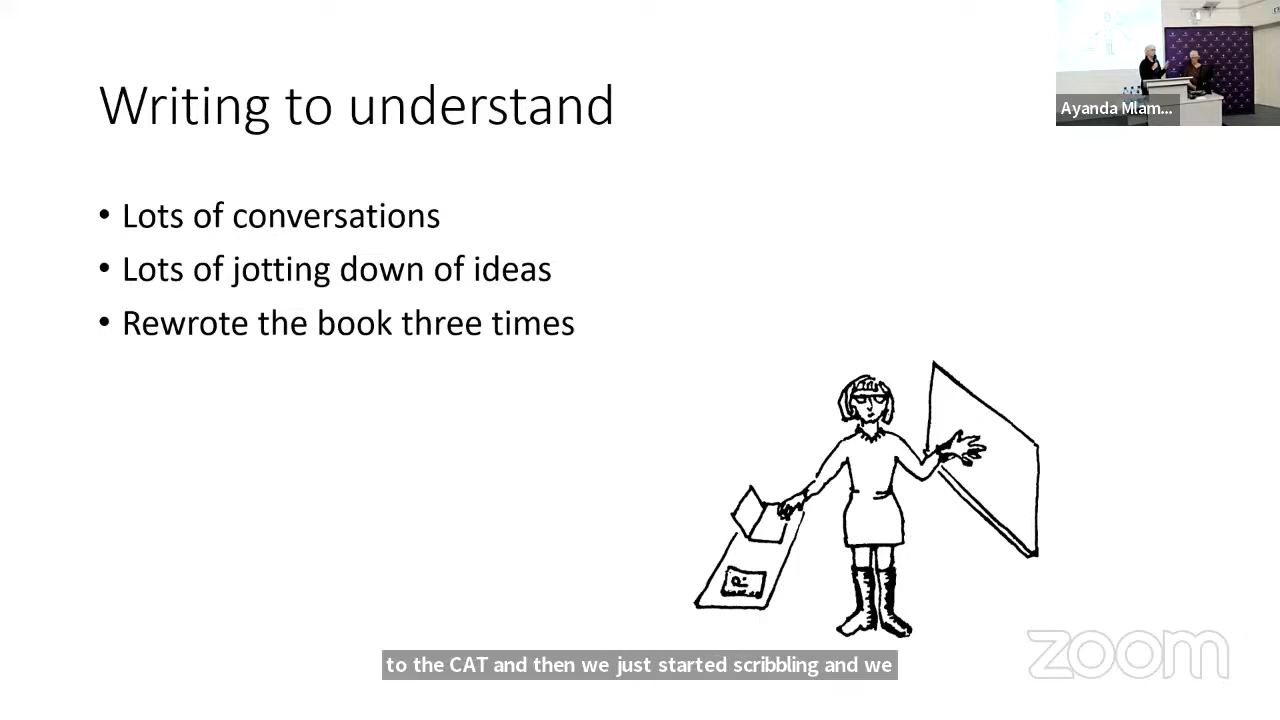 Writing to understand
Ayanda Mlam...
• Lots of conversations
• Lots of jotting down of ideas
• Rewrote the book three times
P.
to the CAT and then we just started scribbling and we
zoom